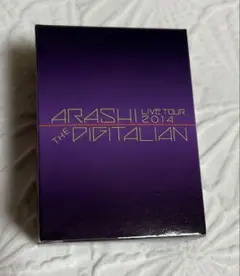 ARASHI LIVE TOUR 2014
THE DIGITALIAN